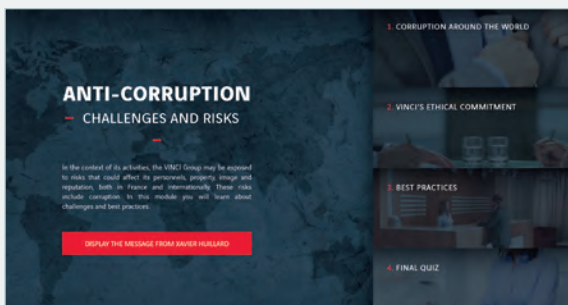 ANTI-CORRUPTION
CHALLENGES AND RISKS
In the context of its activities, the VINCI Group may be exposed
to risks that could affect its personnels, property, image and
reputation, both in France and internationally. These risks
include corruption. In this module you will learn about
challenges and best practices.
DISPLAY THE MESSAGE FROM XAVIER HUILLARD
1. CORRUPTION AROUND THE WORLD
2. VINCI'S ETHICAL COMMITMENT
3. BEST PRACTICES
4. FINAL QUIZ